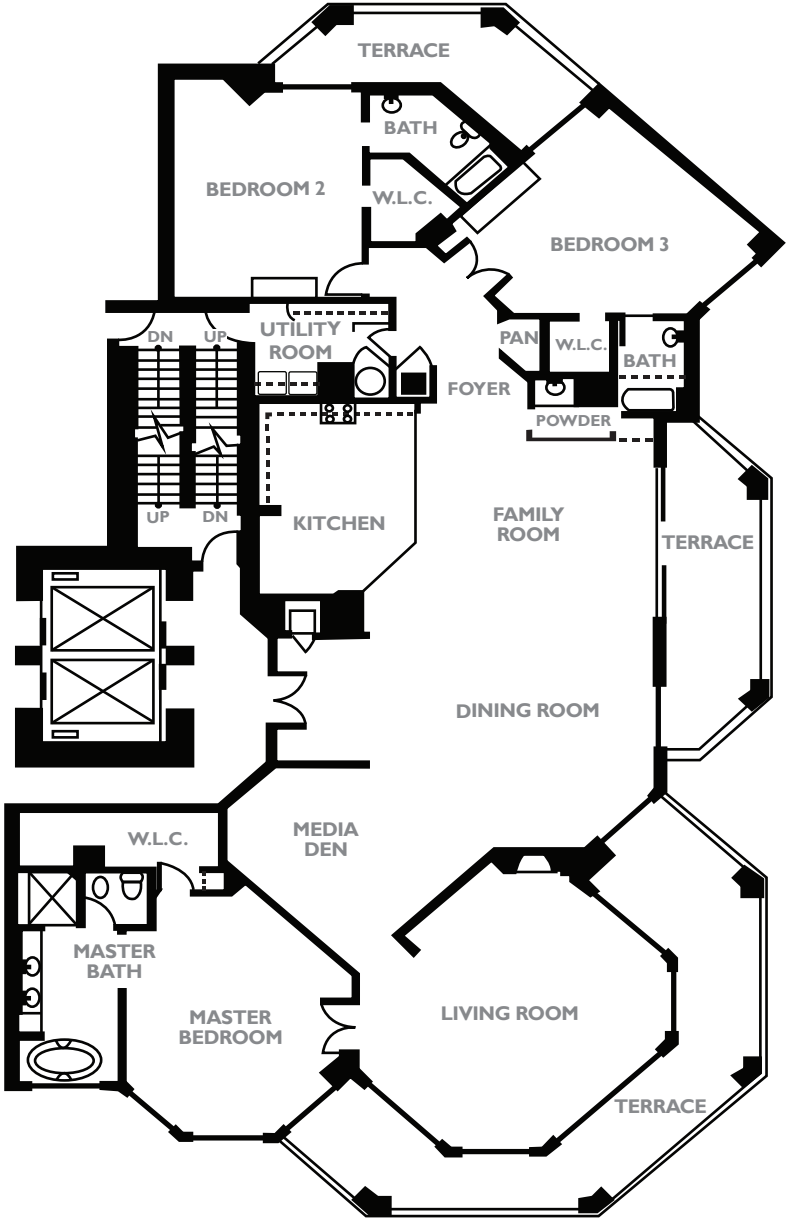 TERRACE
BATH
BEDROOM 2
W.L.C.
BEDROOM 3
DN
UP
UTILITY
ROOM
PAN
W.L.C.
BATH
FOYER
POWDER
UP
DN
KITCHEN
FAMILY
ROOM
TERRACE
DINING ROOM
MEDIA
DEN
W.L.C.
MASTER
BATH
MASTER
BEDROOM
LIVING ROOM
TERRACE